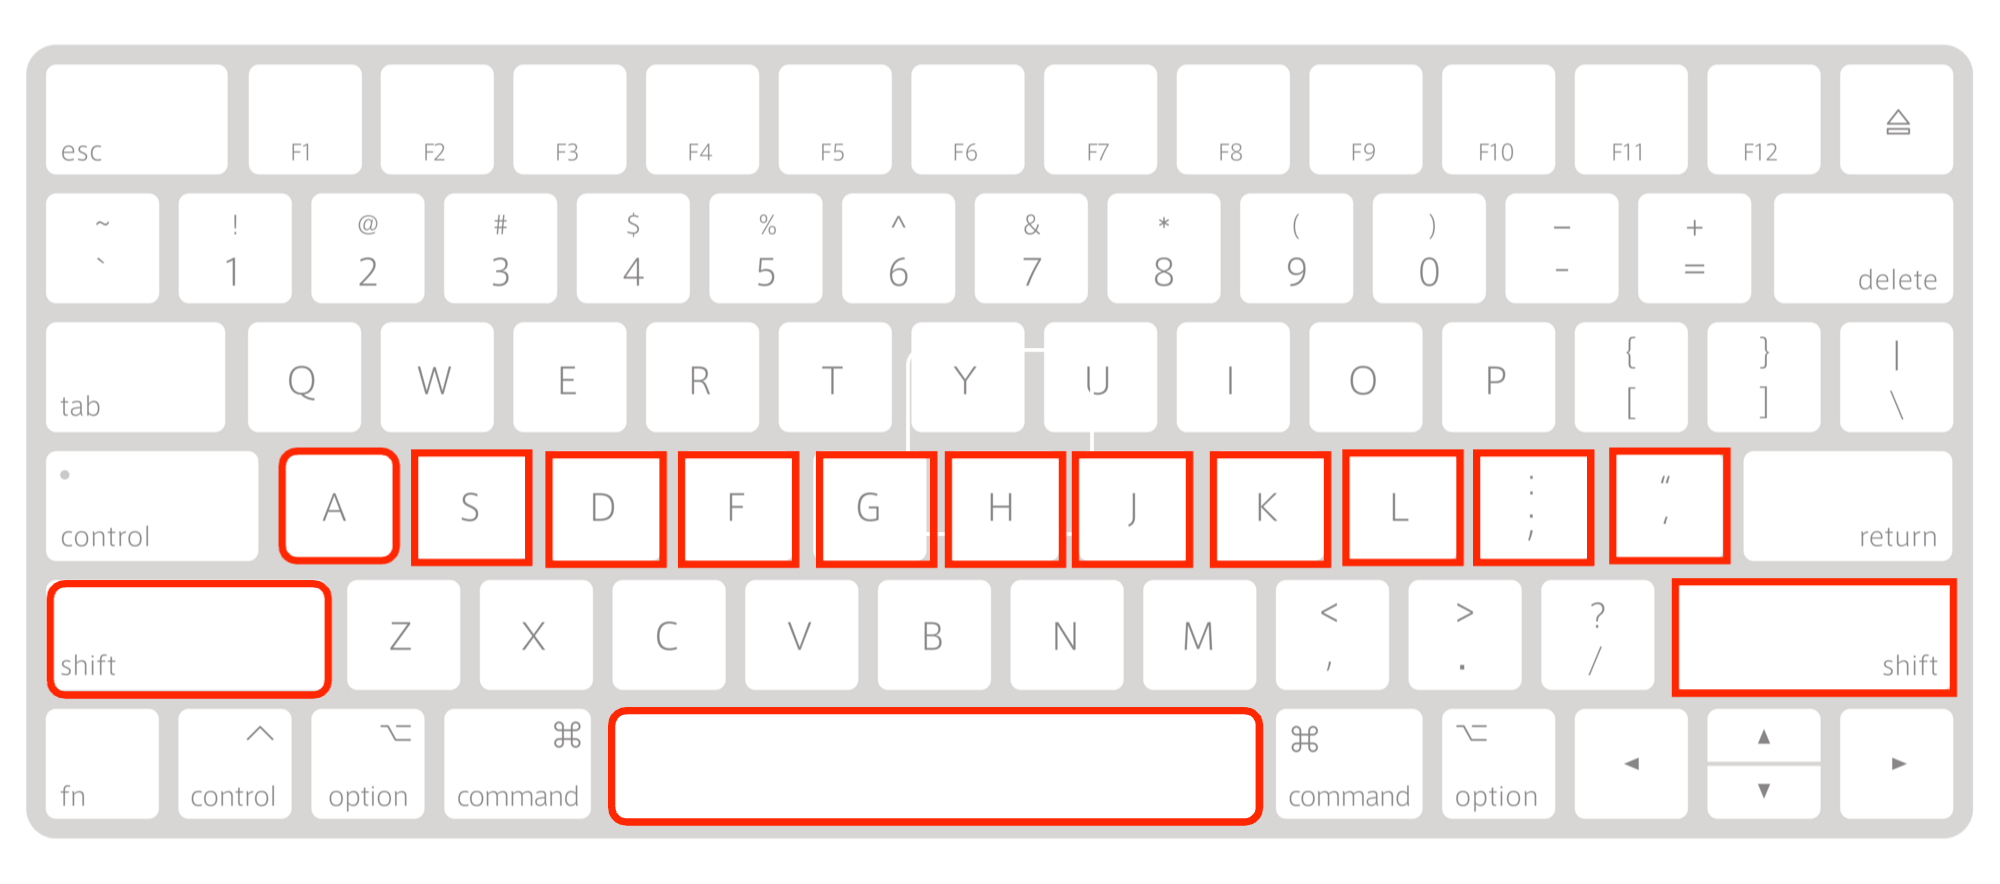 esc F1 F2 F3 F4 F5 F6 F7 F8 F9 F10 F11 F12 ⏏
~ ! @ # $ % ^ & * ( ) – +
` 1 2 3 4 5 6 7 8 9 0 - = delete
tab Q W E R T Y U I O P { [ } ] | \
control A S D F G H J K L : ; “ ‘ return
shift Z X C V B N M < , > . ? / shift
fn ^ control ⌥ option ⌘ command ⌘ command ⌥ option ◄ ▲ ▼ ►